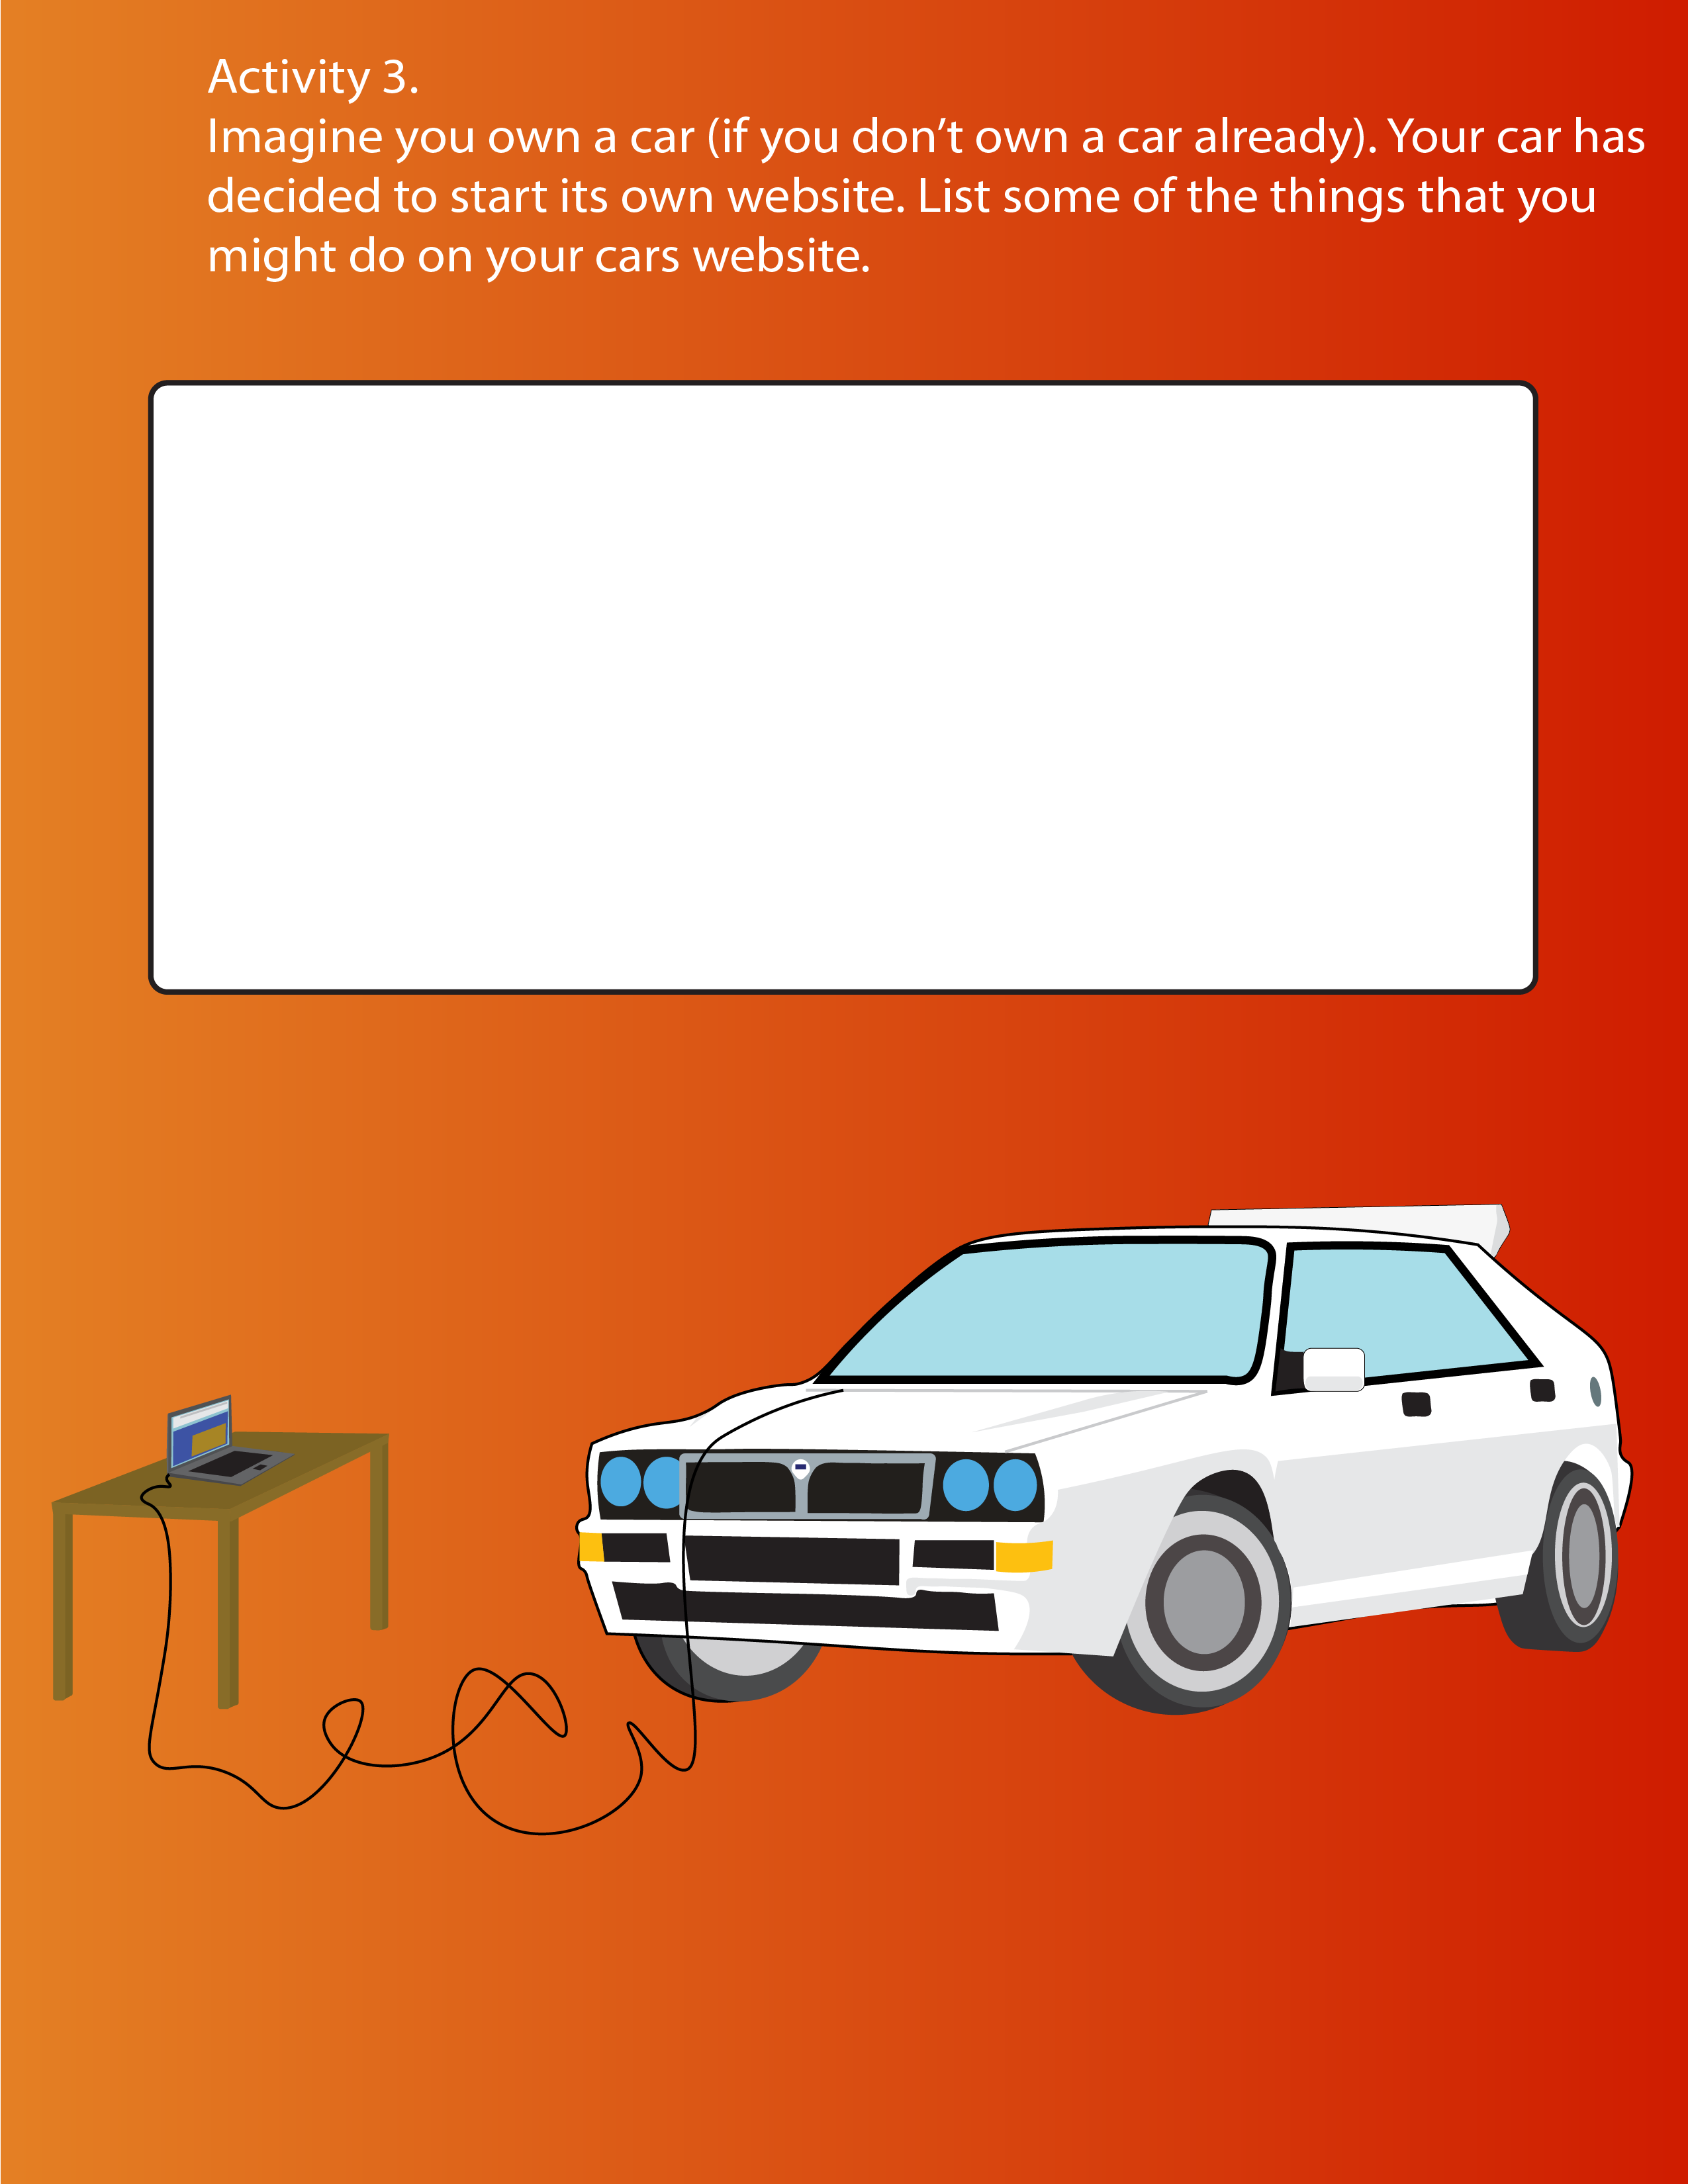 Activity 3.
Imagine you own a car (if you don’t own a car already). Your car has
decided to start its own website. List some of the things that you
might do on your cars website.